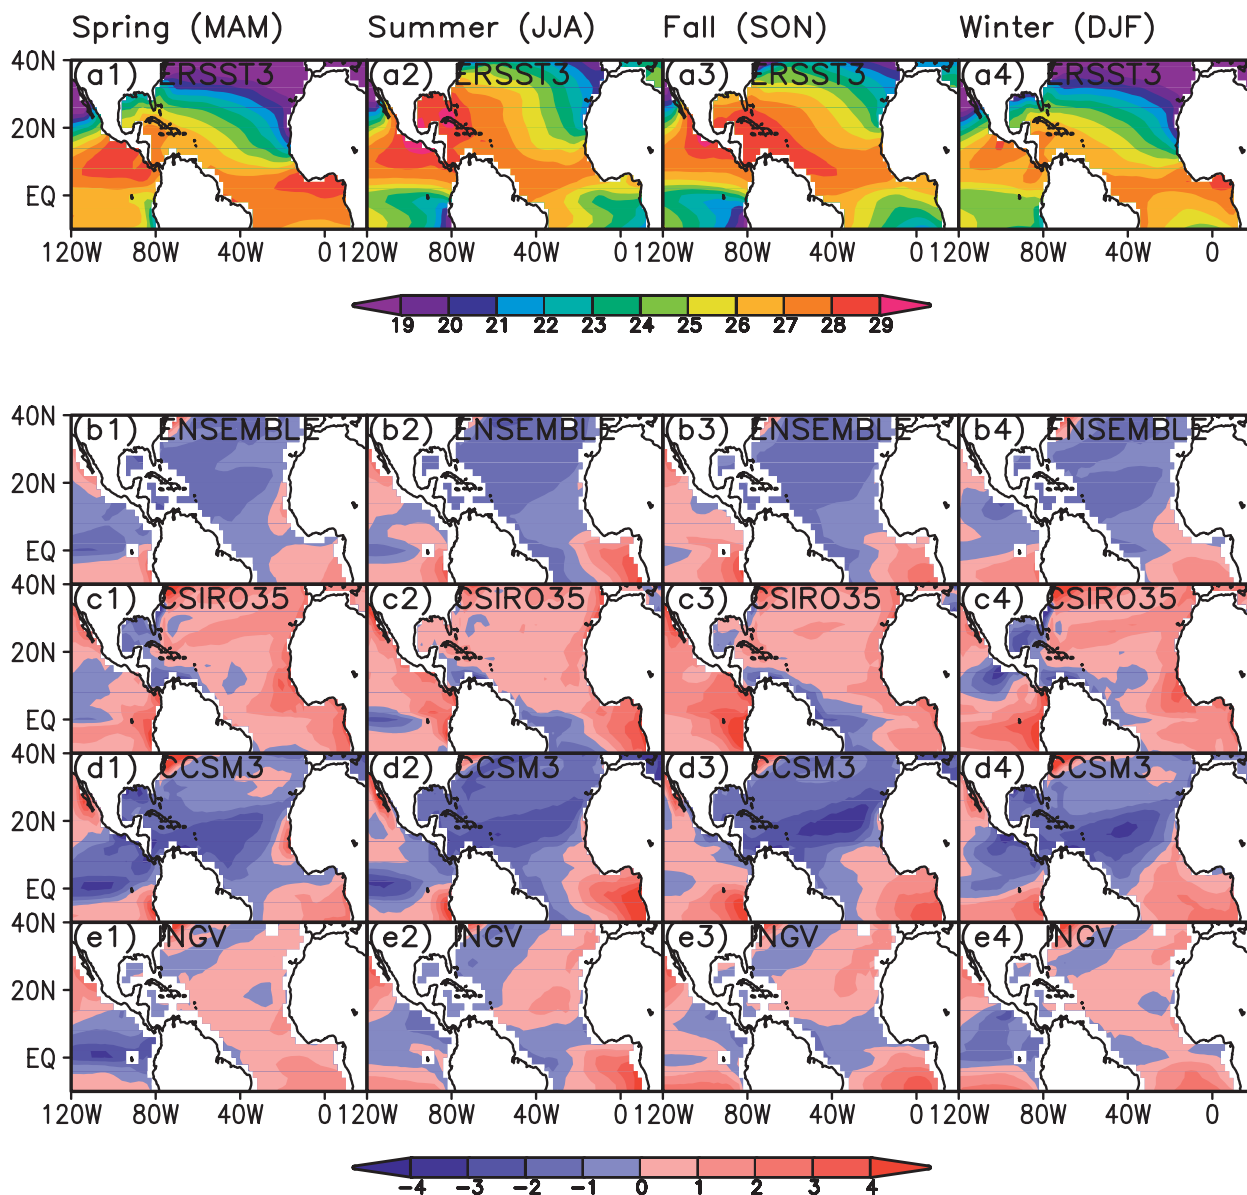 Spring (MAM) Summer (JJA) Fall (SON) Winter (DJF)
40N (a1) ERSST3 (a2) ERSST3 (a3) ERSST3 (a4) ERSST3
20N
EQ
120W 80W 40W 0 120W 80W 40W 0 120W 80W 40W 0 120W 80W 40W 0
19 20 21 22 23 24 25 26 27 28 29
40N (b1) ENSEMBLE (b2) ENSEMBLE (b3) ENSEMBLE (b4) ENSEMBLE
20N
EQ
40N c1) CSIRO35 c2) CSIRO35 c3) CSIRO35 c4) CSIRO35
20N
EQ
40N d1) CCSM3 d2) CCSM3 d3) CCSM3 d4) CCSM3
20N
EQ
40N e1) NGV e2) NGV e3) NGV e4) NGV
20N
EQ
120W 80W 40W 0 120W 80W 40W 0 120W 80W 40W 0 120W 80W 40W 0
-4 -3 -2 -1 0 1 2 3 4